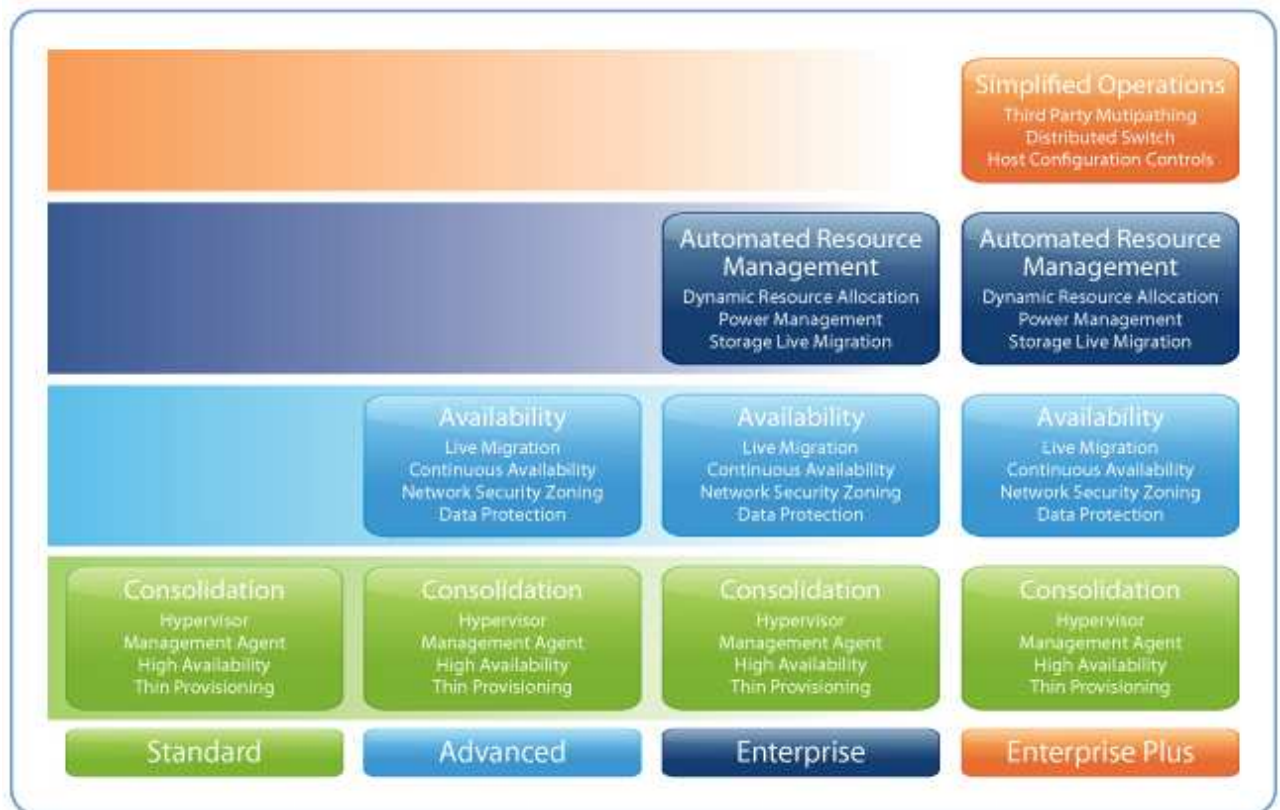 Simplified Operations
Third Party Mutipathing
Distributed Switch
Host Configuration Controls
Automated Resource
Management
Dynamic Resource Allocation
Power Management
Storage Live Migration
Automated Resource
Management
Dynamic Resource Allocation
Power Management
Storage Live Migration
Availability
Live Migration
Continuous Availability
Network Security Zoning
Data Protection
Availability
Live Migration
Continuous Availability
Network Security Zoning
Data Protection
Availability
Live Migration
Continuous Availability
Network Security Zoning
Data Protection
Consolidation
Hypervisor
Management Agent
High Availability
Thin Provisioning
Consolidation
Hypervisor
Management Agent
High Availability
Thin Provisioning
Consolidation
Hypervisor
Management Agent
High Availability
Thin Provisioning
Consolidation
Hypervisor
Management Agent
High Availability
Thin Provisioning
Standard
Advanced
Enterprise
Enterprise Plus